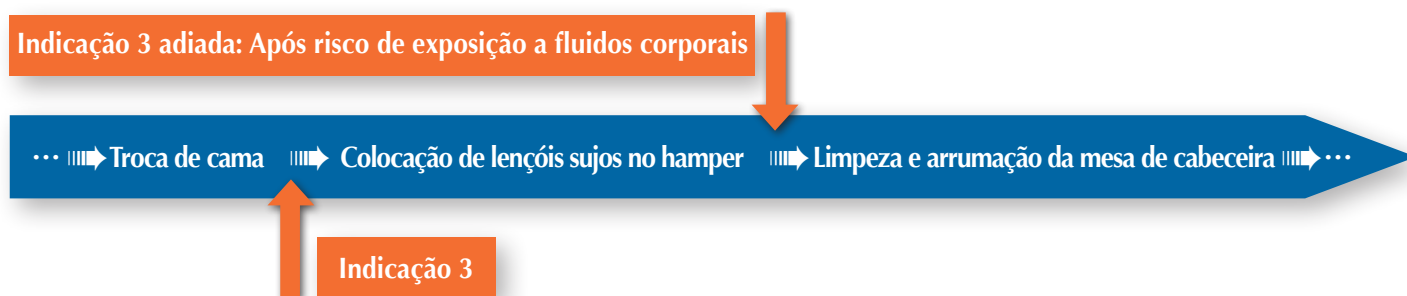 Indicação 3 adiada: Após risco de exposição a fluidos corporais
... Troca de cama Colocação de lençóis sujos no hamper Limpeza e arrumação da mesa de cabeceira ...
Indicação 3